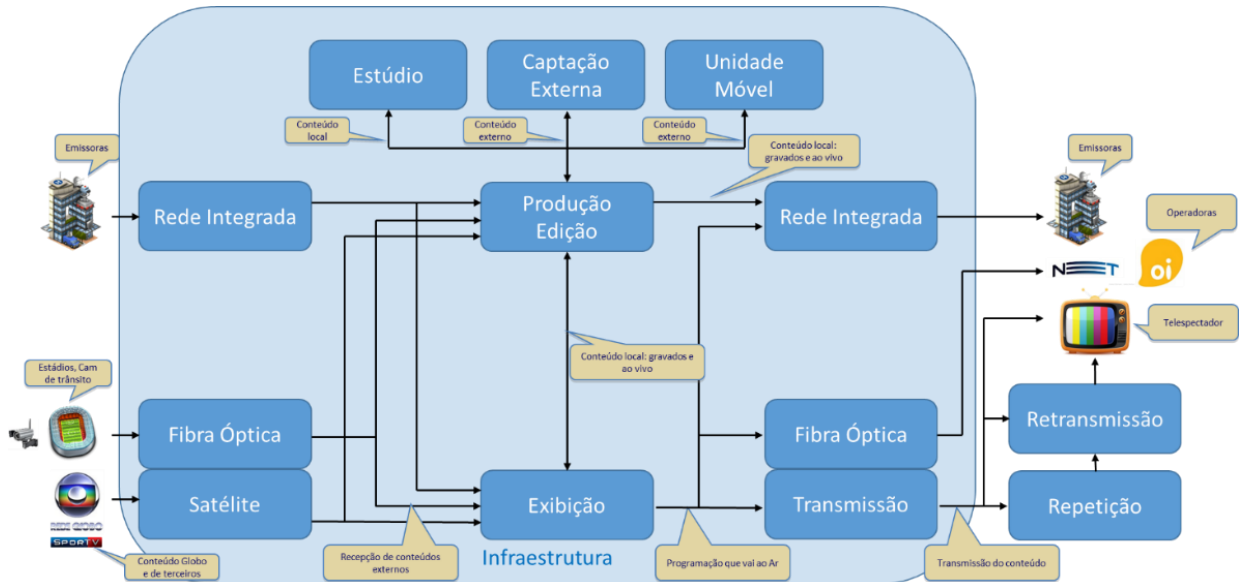 Estúdio
Captação
Externa
Unidade
Móvel
Conteúdo
local
Conteúdo
externo
Conteúdo
externo
Conteúdo local:
gravados e ao vivo
Emissoras
Emissoras
Rede Integrada
Produção
Edição
Rede Integrada
Operadoras
NET
oi
Telespectador
Conteúdo local: gravados e
ao vivo
Estádios, Cam
de trânsito
Fibra Óptica
Fibra Óptica
Retransmissão
Satélite
Exibição
Transmissão
Repetição
REDE GLOBO
SPORTV
Conteúdo Globo
e de terceiros
Recepção de conteúdos
externos
Infraestrutura
Programação que vai ao Ar
Transmissão do conteúdo